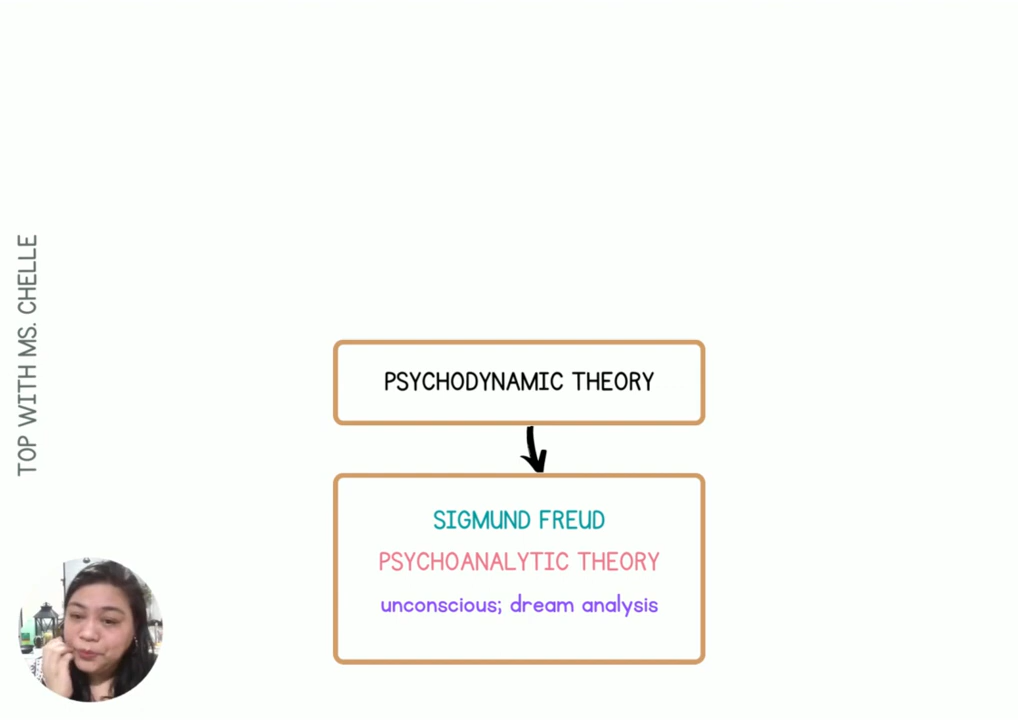 TOP WITH MS. CHELLE
PSYCHODYNAMIC THEORY
SIGMUND FREUD
PSYCHOANALYTIC THEORY
unconscious; dream analysis